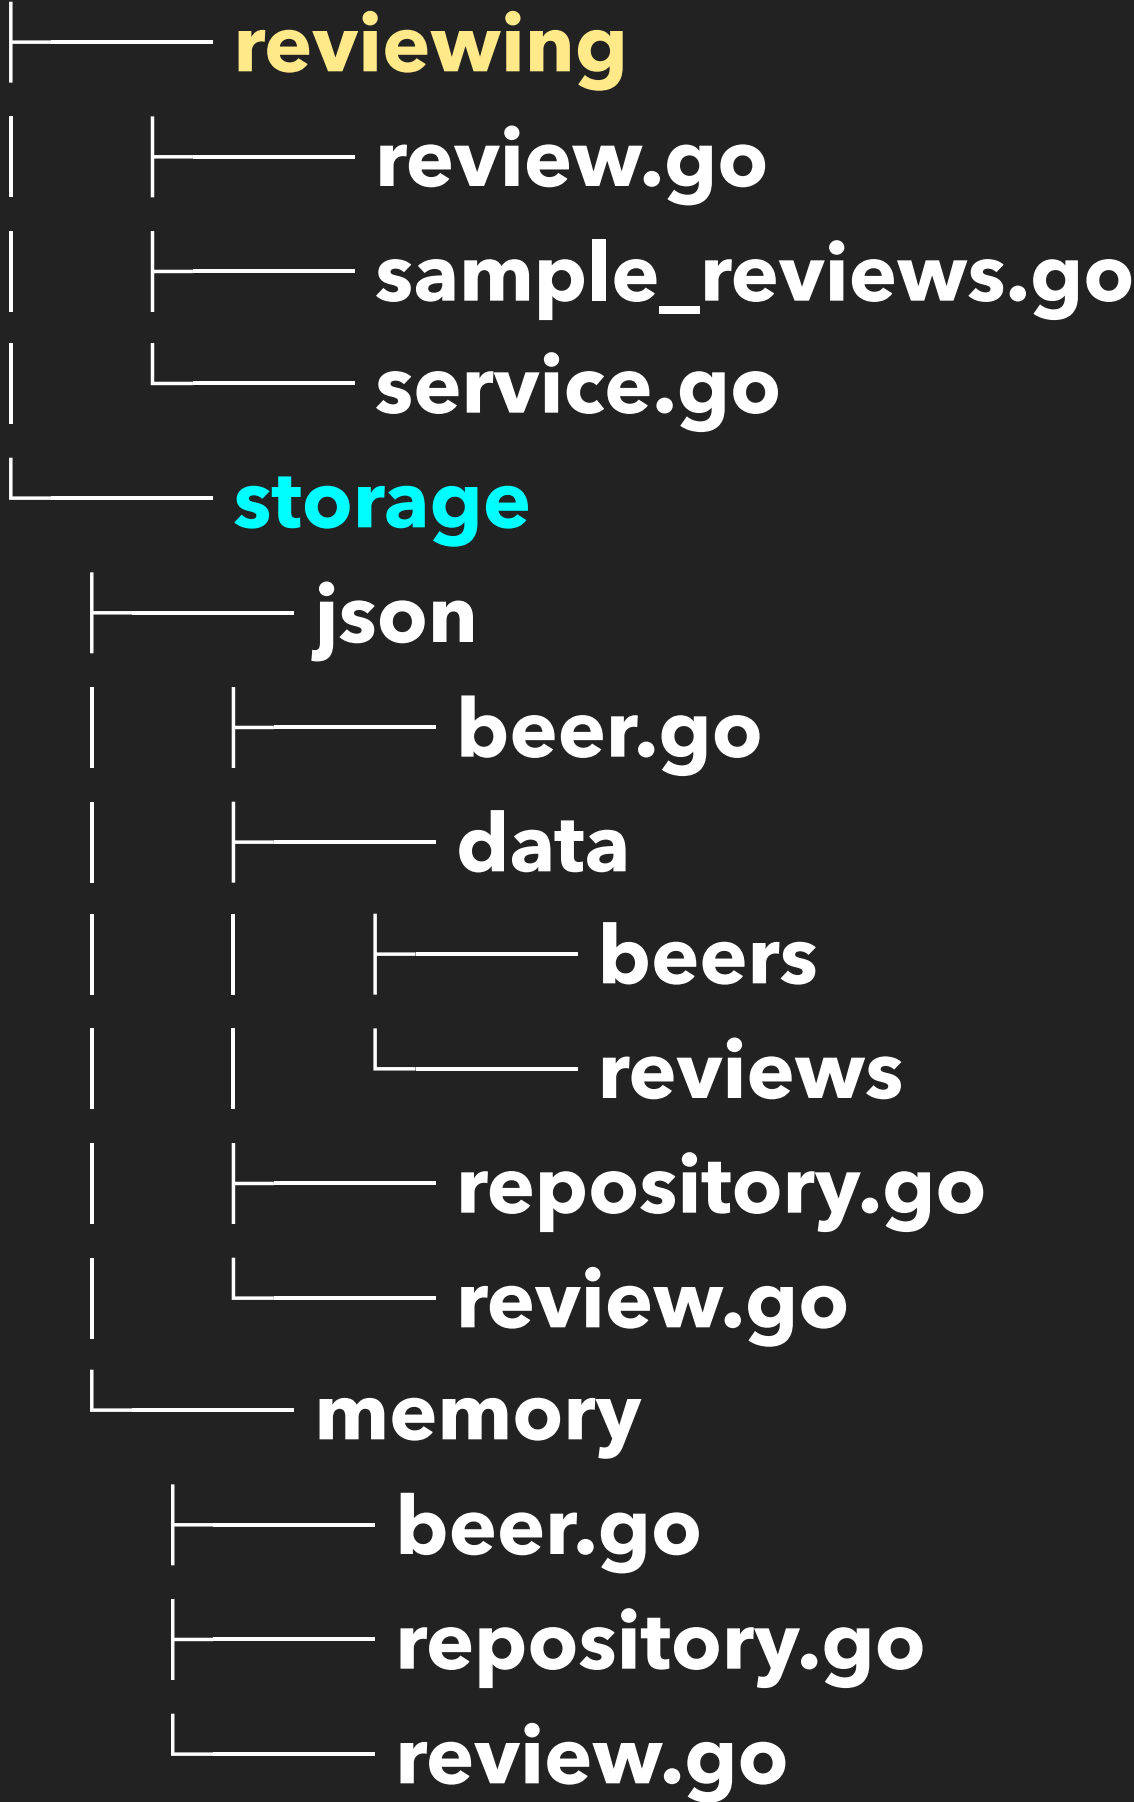 reviewing
review.go
sample_reviews.go
service.go
storage
json
beer.go
data
beers
reviews
repository.go
review.go
memory
beer.go
repository.go
review.go